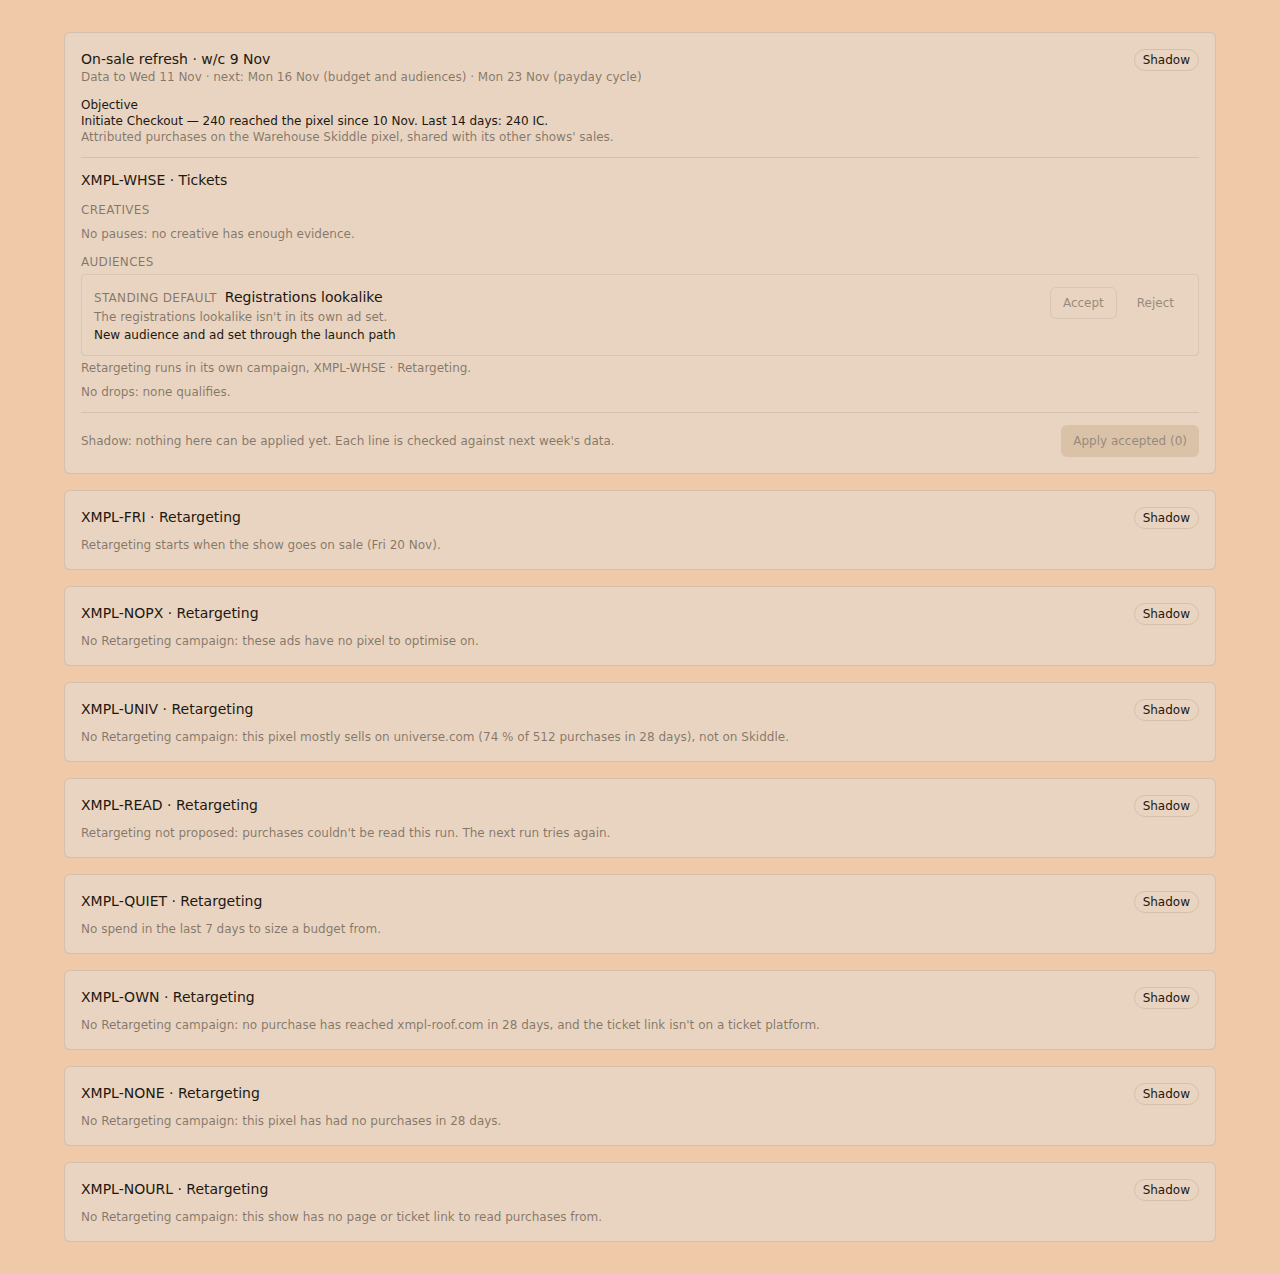 On-sale refresh · w/c 9 Nov
Shadow
Data to Wed 11 Nov · next: Mon 16 Nov (budget and audiences) · Mon 23 Nov (payday cycle)
Objective
Initiate Checkout — 240 reached the pixel since 10 Nov. Last 14 days: 240 IC.
Attributed purchases on the Warehouse Skiddle pixel, shared with its other shows' sales.
XMPL-WHSE · Tickets
CREATIVES
No pauses: no creative has enough evidence.
AUDIENCES
STANDING DEFAULT Registrations lookalike
Accept
Reject
The registrations lookalike isn't in its own ad set.
New audience and ad set through the launch path
Retargeting runs in its own campaign, XMPL-WHSE · Retargeting.
No drops: none qualifies.
Shadow: nothing here can be applied yet. Each line is checked against next week's data.
Apply accepted (0)
XMPL-FRI · Retargeting
Shadow
Retargeting starts when the show goes on sale (Fri 20 Nov).
XMPL-NOPX · Retargeting
Shadow
No Retargeting campaign: these ads have no pixel to optimise on.
XMPL-UNIV · Retargeting
Shadow
No Retargeting campaign: this pixel mostly sells on universe.com (74 % of 512 purchases in 28 days), not on Skiddle.
XMPL-READ · Retargeting
Shadow
Retargeting not proposed: purchases couldn't be read this run. The next run tries again.
XMPL-QUIET · Retargeting
Shadow
No spend in the last 7 days to size a budget from.
XMPL-OWN · Retargeting
Shadow
No Retargeting campaign: no purchase has reached xmpl-roof.com in 28 days, and the ticket link isn't on a ticket platform.
XMPL-NONE · Retargeting
Shadow
No Retargeting campaign: this pixel has had no purchases in 28 days.
XMPL-NOURL · Retargeting
Shadow
No Retargeting campaign: this show has no page or ticket link to read purchases from.